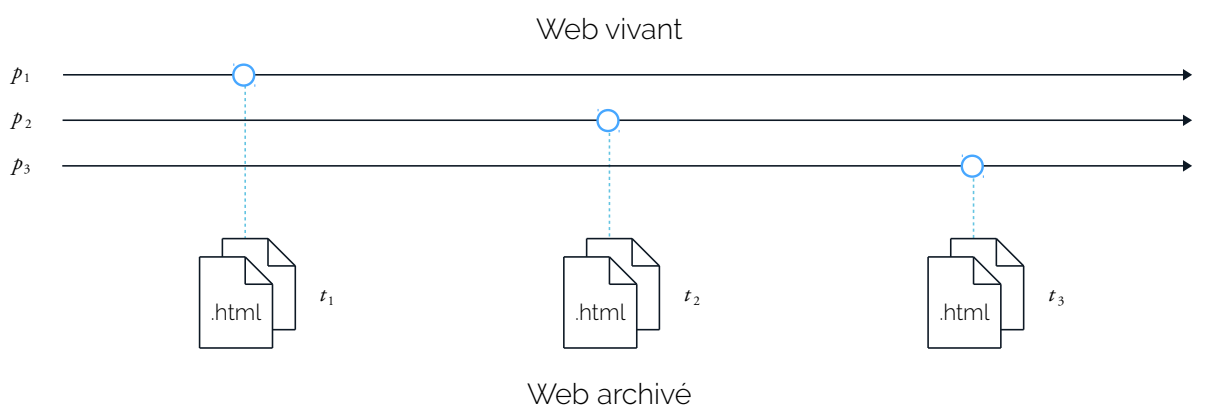 Web vivant
p1
p2
p3
.html t1 .html t2 .html t3
Web archivé